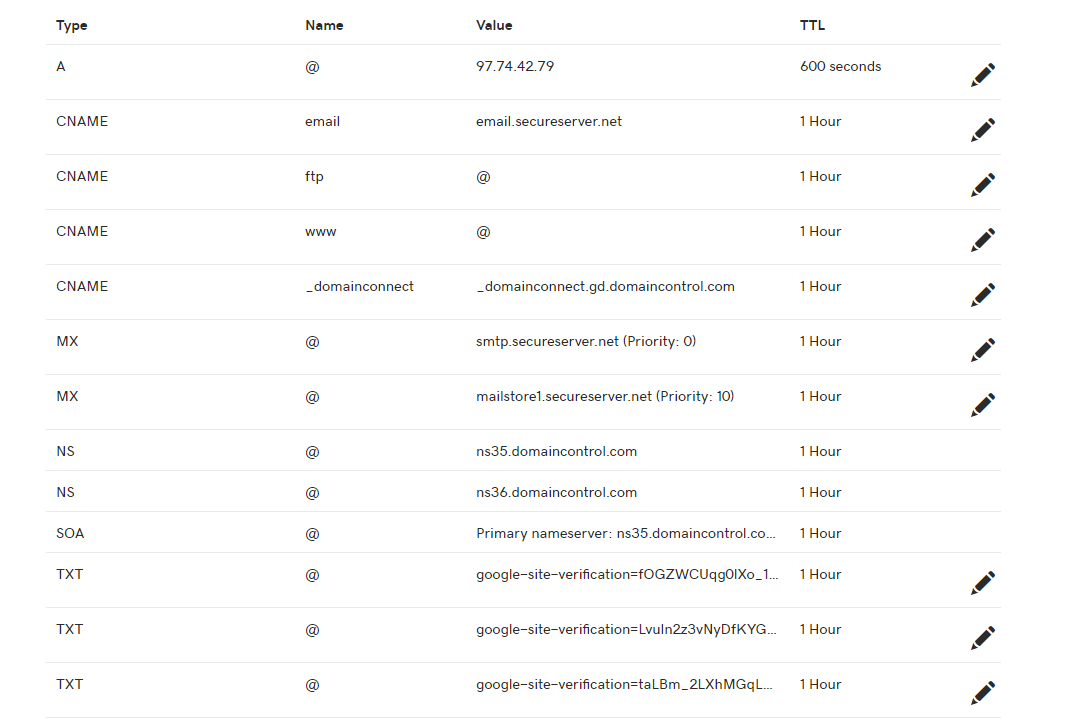 Type Name Value TTL
A @ 97.74.42.79 600 seconds
CNAME email email.secureserver.net 1 Hour
CNAME ftp @ 1 Hour
CNAME www @ 1 Hour
CNAME _domainconnect _domainconnect.gd.domaincontrol.com 1 Hour
MX @ smtp.secureserver.net (Priority: 0) 1 Hour
MX @ mailstore1.secureserver.net (Priority: 10) 1 Hour
NS @ ns35.domaincontrol.com 1 Hour
NS @ ns36.domaincontrol.com 1 Hour
SOA @ Primary nameserver: ns35.domaincontrol.co... 1 Hour
TXT @ google-site-verification=fOGZWCUqg0lXo_1... 1 Hour
TXT @ google-site-verification=Lvuln2z3vNyDfKYG... 1 Hour
TXT @ google-site-verification=taLBm_2LXhMGqL... 1 Hour